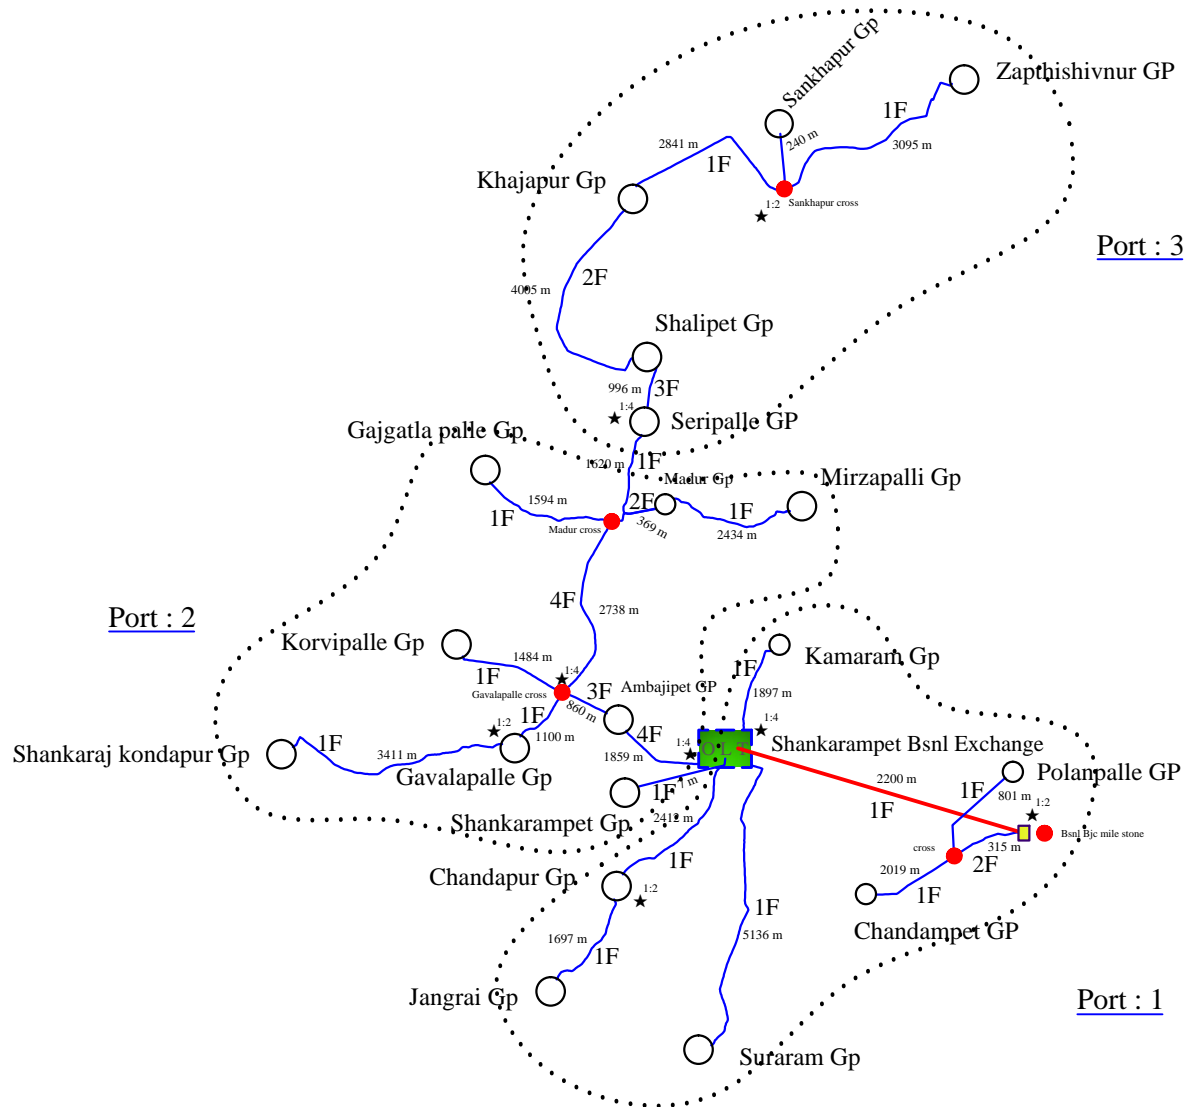 Sankhapur Gp
Zapthishivnur GP
1F
2841 m
240 m
3095 m
1F
Khajapur Gp
1:2
Sankhapur cross
Port : 3
2F
4005 m
Shalipet Gp
996 m
3F
1:4
Seripalle GP
Gajgatla palle Gp
1620 m
1F
Madur Gp
Mirzapalli Gp
1594 m
2F
1F
1F
Madur cross
369 m
2434 m
4F
2738 m
Port : 2
Korvipalle Gp
1484 m
1:4
1F
Gavalapalle cross
3F
Ambajipet GP
860 m
Kamaram Gp
1F
1897 m
1:2
1F
1:4
1F
1100 m
4F
1:4
O L T
Shankarampet Bsnl Exchange
Shankaraj kondapur Gp
3411 m
1859 m
Gavalapalle Gp
2200 m
Polanpalle GP
1F
7 m
1F
1F
801 m
1:2
Shankarampet Gp
2412 m
Bsnl Bjc mile stone
cross
315 m
1F
2F
2019 m
Chandapur Gp
1:2
1F
1F
Chandampet GP
5136 m
1697 m
1F
Jangrai Gp
Port : 1
Suraram Gp